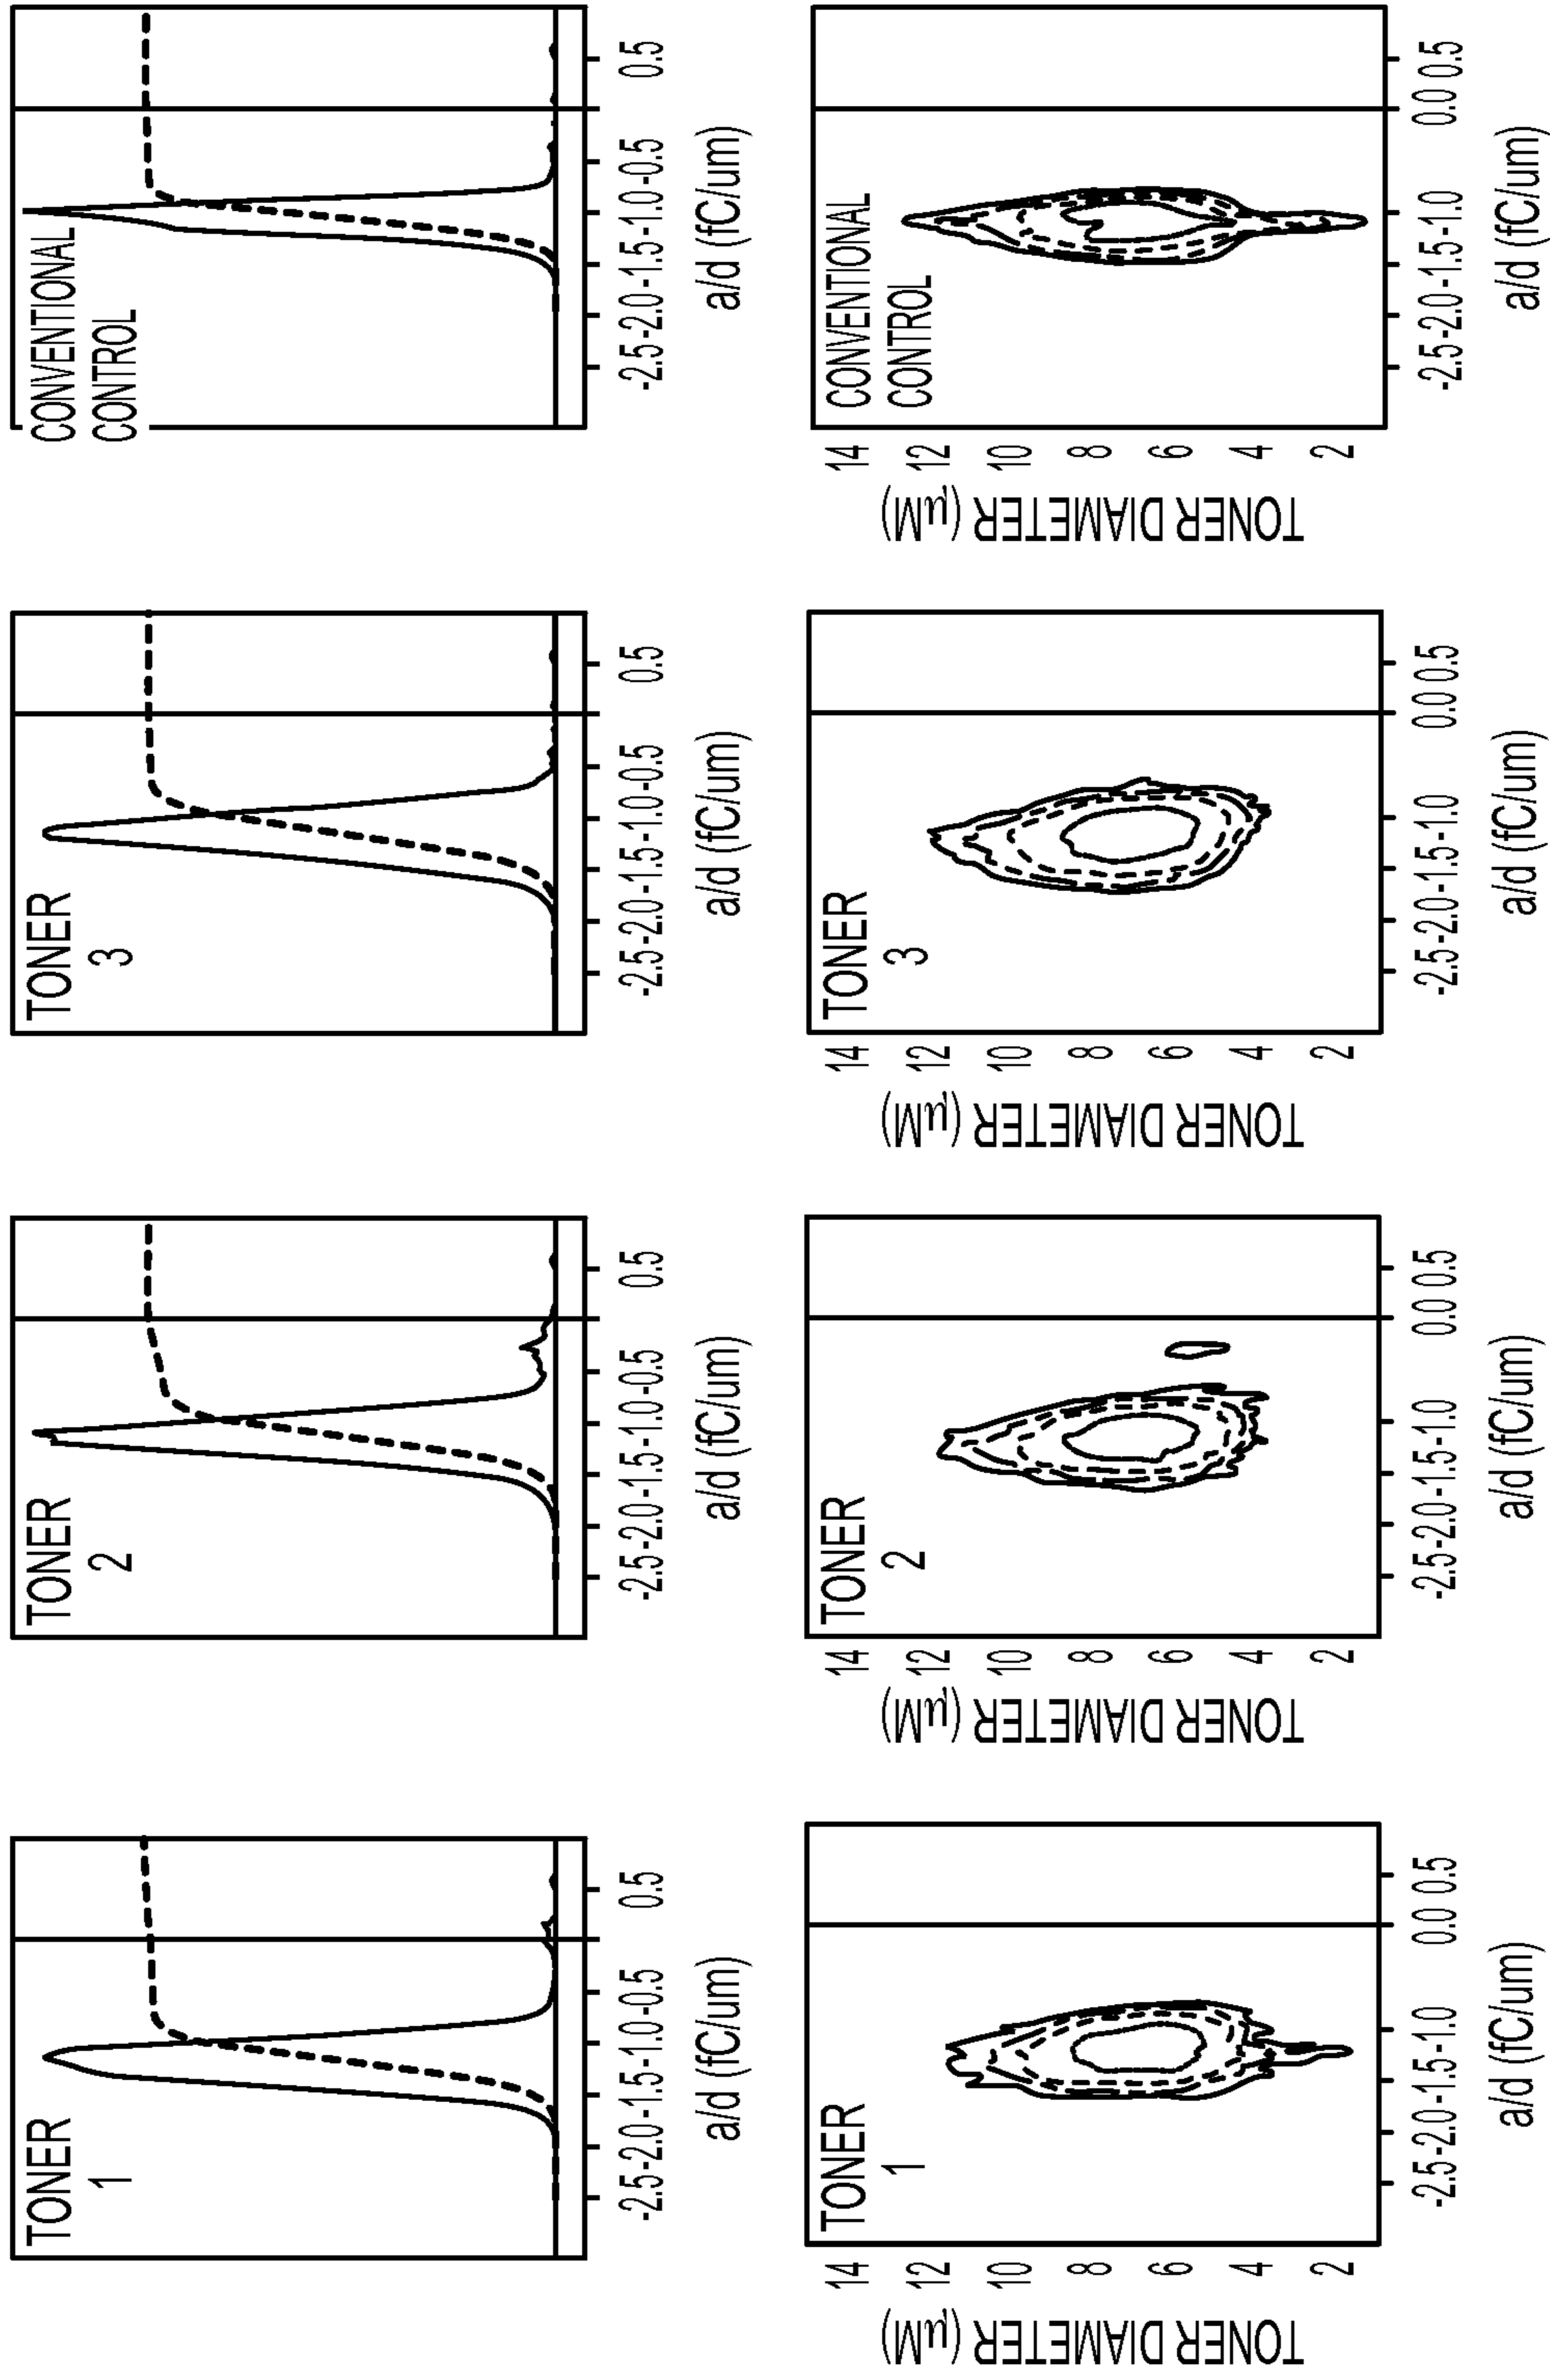 TONER
1
-2.5-2.0-1.5-1.0-0.5 0.5
a/d (fC/um)
TONER
2
-2.5-2.0-1.5-1.0-0.5 0.5
a/d (fC/um)
TONER
3
-2.5-2.0-1.5-1.0-0.5 0.5
a/d (fC/um)
CONVENTIONAL
CONTROL
-2.5-2.0-1.5-1.0-0.5 0.5
a/d (fC/um)
TONER DIAMETER (μM)
14
12
10
8
6
4
2
TONER
1
-2.5-2.0-1.5-1.0 0.0 0.5
a/d (fC/um)
TONER DIAMETER (μM)
14
12
10
8
6
4
2
TONER
2
-2.5-2.0-1.5-1.0 0.0 0.5
a/d (fC/um)
TONER DIAMETER (μM)
14
12
10
8
6
4
2
TONER
3
-2.5-2.0-1.5-1.0 0.0 0.5
a/d (fC/um)
TONER DIAMETER (μM)
14
12
10
8
6
4
2
CONVENTIONAL
CONTROL
-2.5-2.0-1.5-1.0 0.0 0.5
a/d (fC/um)